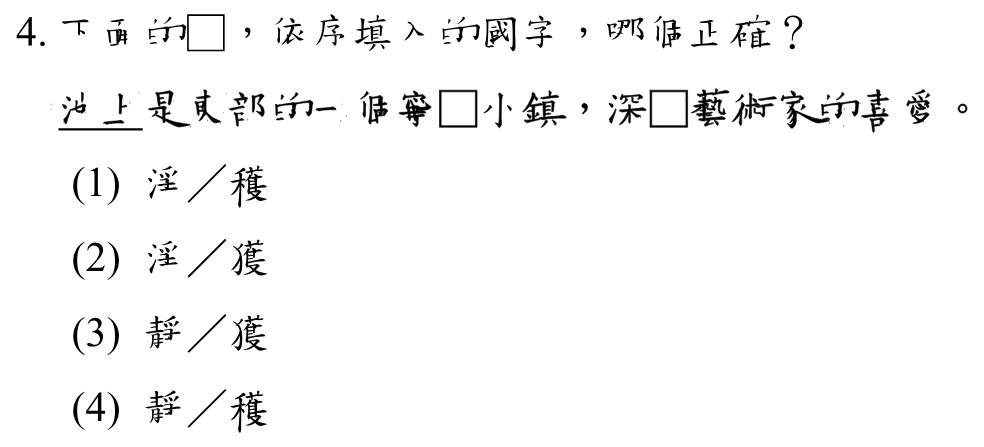 4. 下面的□，依序填入的國字，哪個正確？
池上是東部的一個寧□小鎮，深□藝術家的喜愛。
(1) 淫／穫
(2) 淫／獲
(3) 靜／獲
(4) 靜／穫